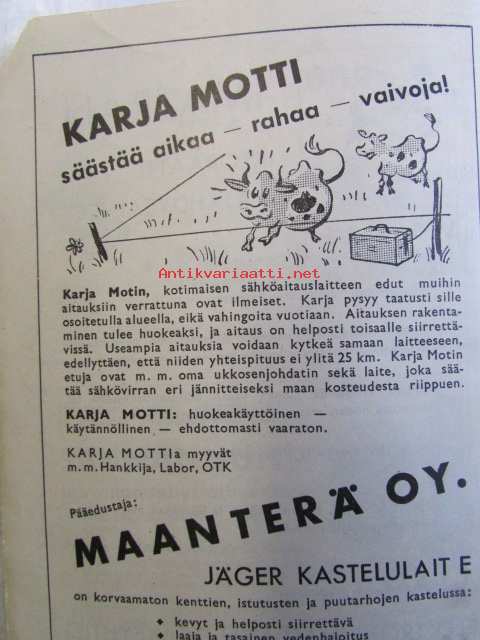 KARJA MOTTI
säästää aikaa — rahaa — vaivoja!
Antikvariaatti.net
Karja Motin, kotimaisen sähköaitauslaitteen edut muihin
aitauksiin verrattuna ovat ilmeiset. Karja pysyy taatusti sille
osoitetulla alueella, eikä vahingoita vuotiaan. Aitauksen rakenta-
minen tulee huokeaksi, ja aitaus on helposti toisaalle siirrettä-
vissä. Useampia aitauksia voidaan kytkeä samaan laitteeseen,
edellyttäen, että niiden yhteispituus ei ylitä 25 km. Karja Motin
etuja ovat m. m. oma ukkosenjohdatin sekä laite, joka sää-
tää sähkövirran eri jännitteiseksi maan kosteudesta riippuen.
KARJA MOTTI: huokeakäyttöinen —
käytännöllinen — ehdottomasti vaaraton.
KARJA MOTTIa myyvät
m. m. Hankkija, Labor, OTK
Pääedustaja:
MAANTERÄ OY.
JÄGER KASTELULAIT E
on korvaamaton kenttien, istutusten ja puutarhojen kastelussa:
◆ kevyt ja helposti siirrettävä
◆ laaja ja tasainen vedenhajoitus